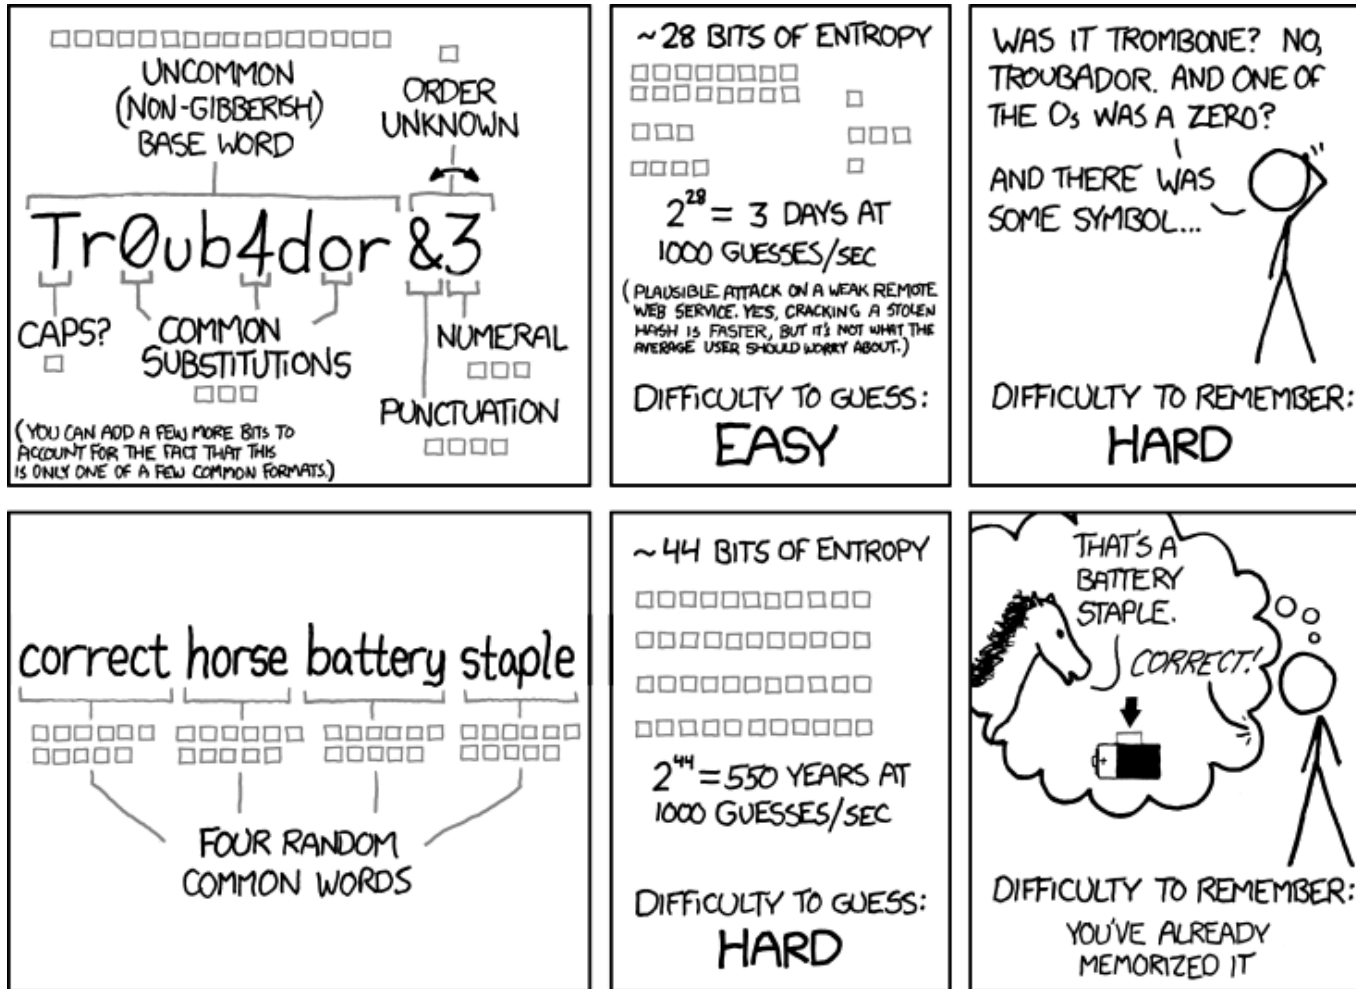 UNCOMMON
(NON-GIBBERISH)
BASE WORD
ORDER
UNKNOWN
Tr0ub4dor &3
CAPS?
COMMON
SUBSTITUTIONS
NUMERAL
PUNCTUATION
(YOU CAN ADD A FEW MORE BITS TO
ACCOUNT FOR THE FACT THAT THIS
IS ONLY ONE OF A FEW COMMON FORMATS.)
~28 BITS OF ENTROPY
2^28 = 3 DAYS AT
1000 GUESSES/SEC
(PLAUSIBLE ATTACK ON A WEAK REMOTE
WEB SERVICE. YES, CRACKING A STOLEN
HASH IS FASTER, BUT IT'S NOT WHAT THE
AVERAGE USER SHOULD WORRY ABOUT.)
DIFFICULTY TO GUESS:
EASY
WAS IT TROMBONE? NO,
TROUBADOR. AND ONE OF
THE Os WAS A ZERO?
AND THERE WAS
SOME SYMBOL...
DIFFICULTY TO REMEMBER:
HARD
correct horse battery staple
FOUR RANDOM
COMMON WORDS
~44 BITS OF ENTROPY
2^44 = 550 YEARS AT
1000 GUESSES/SEC
DIFFICULTY TO GUESS:
HARD
THAT'S A
BATTERY
STAPLE.
CORRECT!
+
DIFFICULTY TO REMEMBER:
YOU'VE ALREADY
MEMORIZED IT